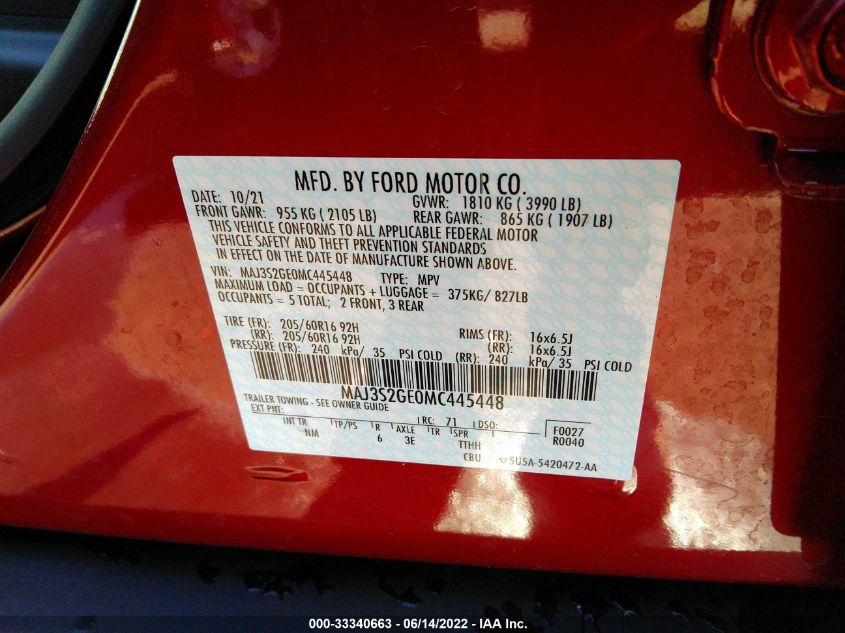 MFD. BY FORD MOTOR CO.
DATE: 10/21 GVWR: 1810 KG ( 3990 LB)
FRONT GAWR: 955 KG ( 2105 LB) REAR GAWR: 865 KG ( 1907 LB)
THIS VEHICLE CONFORMS TO ALL APPLICABLE FEDERAL MOTOR
VEHICLE SAFETY AND THEFT PREVENTION STANDARDS
IN EFFECT ON THE DATE OF MANUFACTURE SHOWN ABOVE.
VIN: MAJ3S2GE0MC445448 TYPE: MPV
MAXIMUM LOAD = OCCUPANTS + LUGGAGE = 375KG/ 827LB
OCCUPANTS = 5 TOTAL; 2 FRONT, 3 REAR
TIRE (FR): 205/60R16 92H RIMS (FR): 16x6.5J
(RR): 205/60R16 92H (RR): 16x6.5J
PRESSURE (FR): 240 kPa/ 35 PSI COLD (RR): 240 kPa/ 35 PSI COLD
MAJ3S2GE0MC445448
TRAILER TOWING - SEE OWNER GUIDE
EXT PNT: RC: 71 DSO: F0027
INT TR TP/PS R AXLE TR SPR R0040
NM 6 3E TTHH
CBU 5U5A-5420472-AA
000-33340663 - 06/14/2022 - IAA Inc.